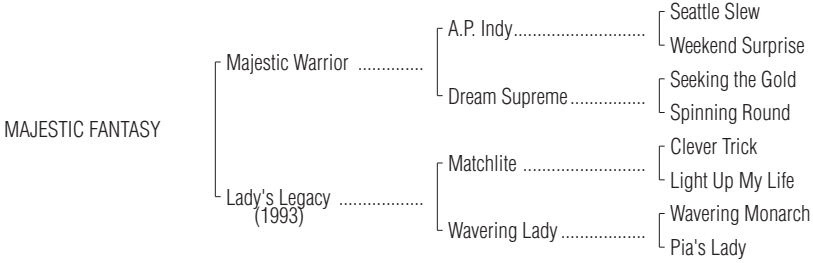 Seattle Slew
A.P. Indy..............................
Weekend Surprise
Majestic Warrior ...............
Seeking the Gold
Dream Supreme.................
Spinning Round
MAJESTIC FANTASY
Clever Trick
Matchlite ............................
Light Up My Life
Lady's Legacy ...................
(1993)
Wavering Monarch
Wavering Lady...................
Pia's Lady